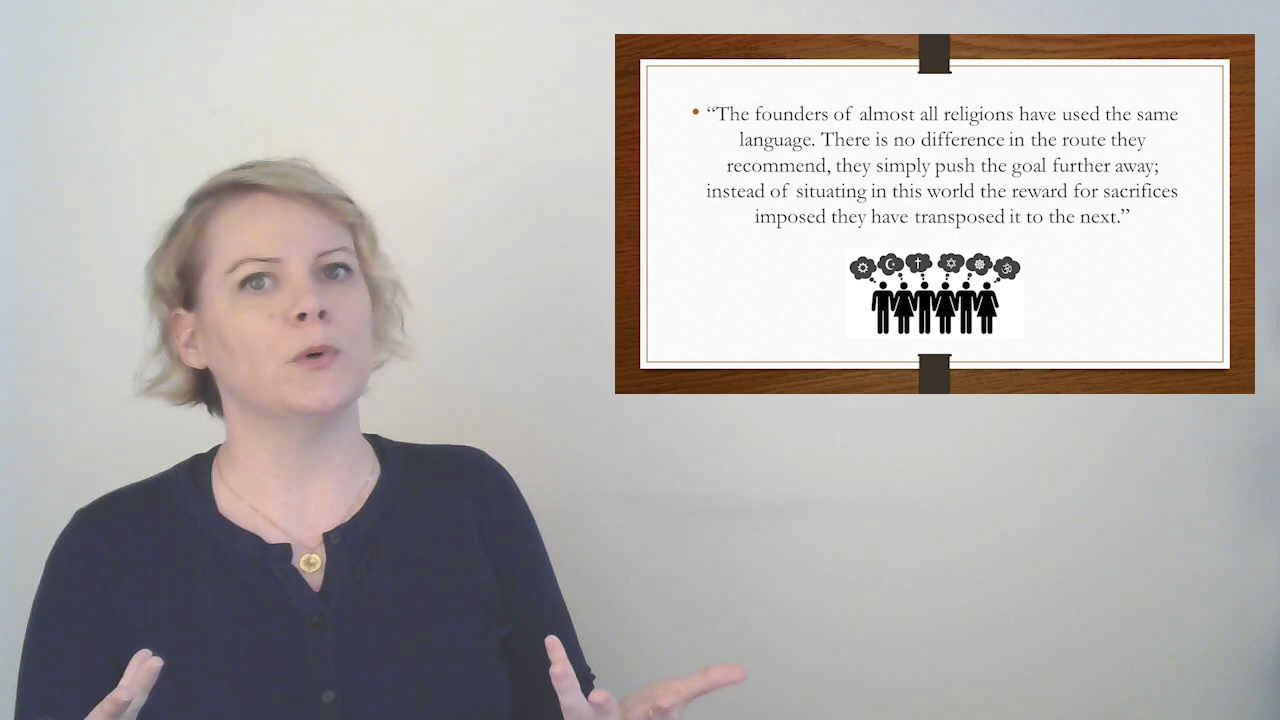 “The founders of almost all religions have used the same
language. There is no difference in the route they
recommend, they simply push the goal further away;
instead of situating in this world the reward for sacrifices
imposed they have transposed it to the next.”